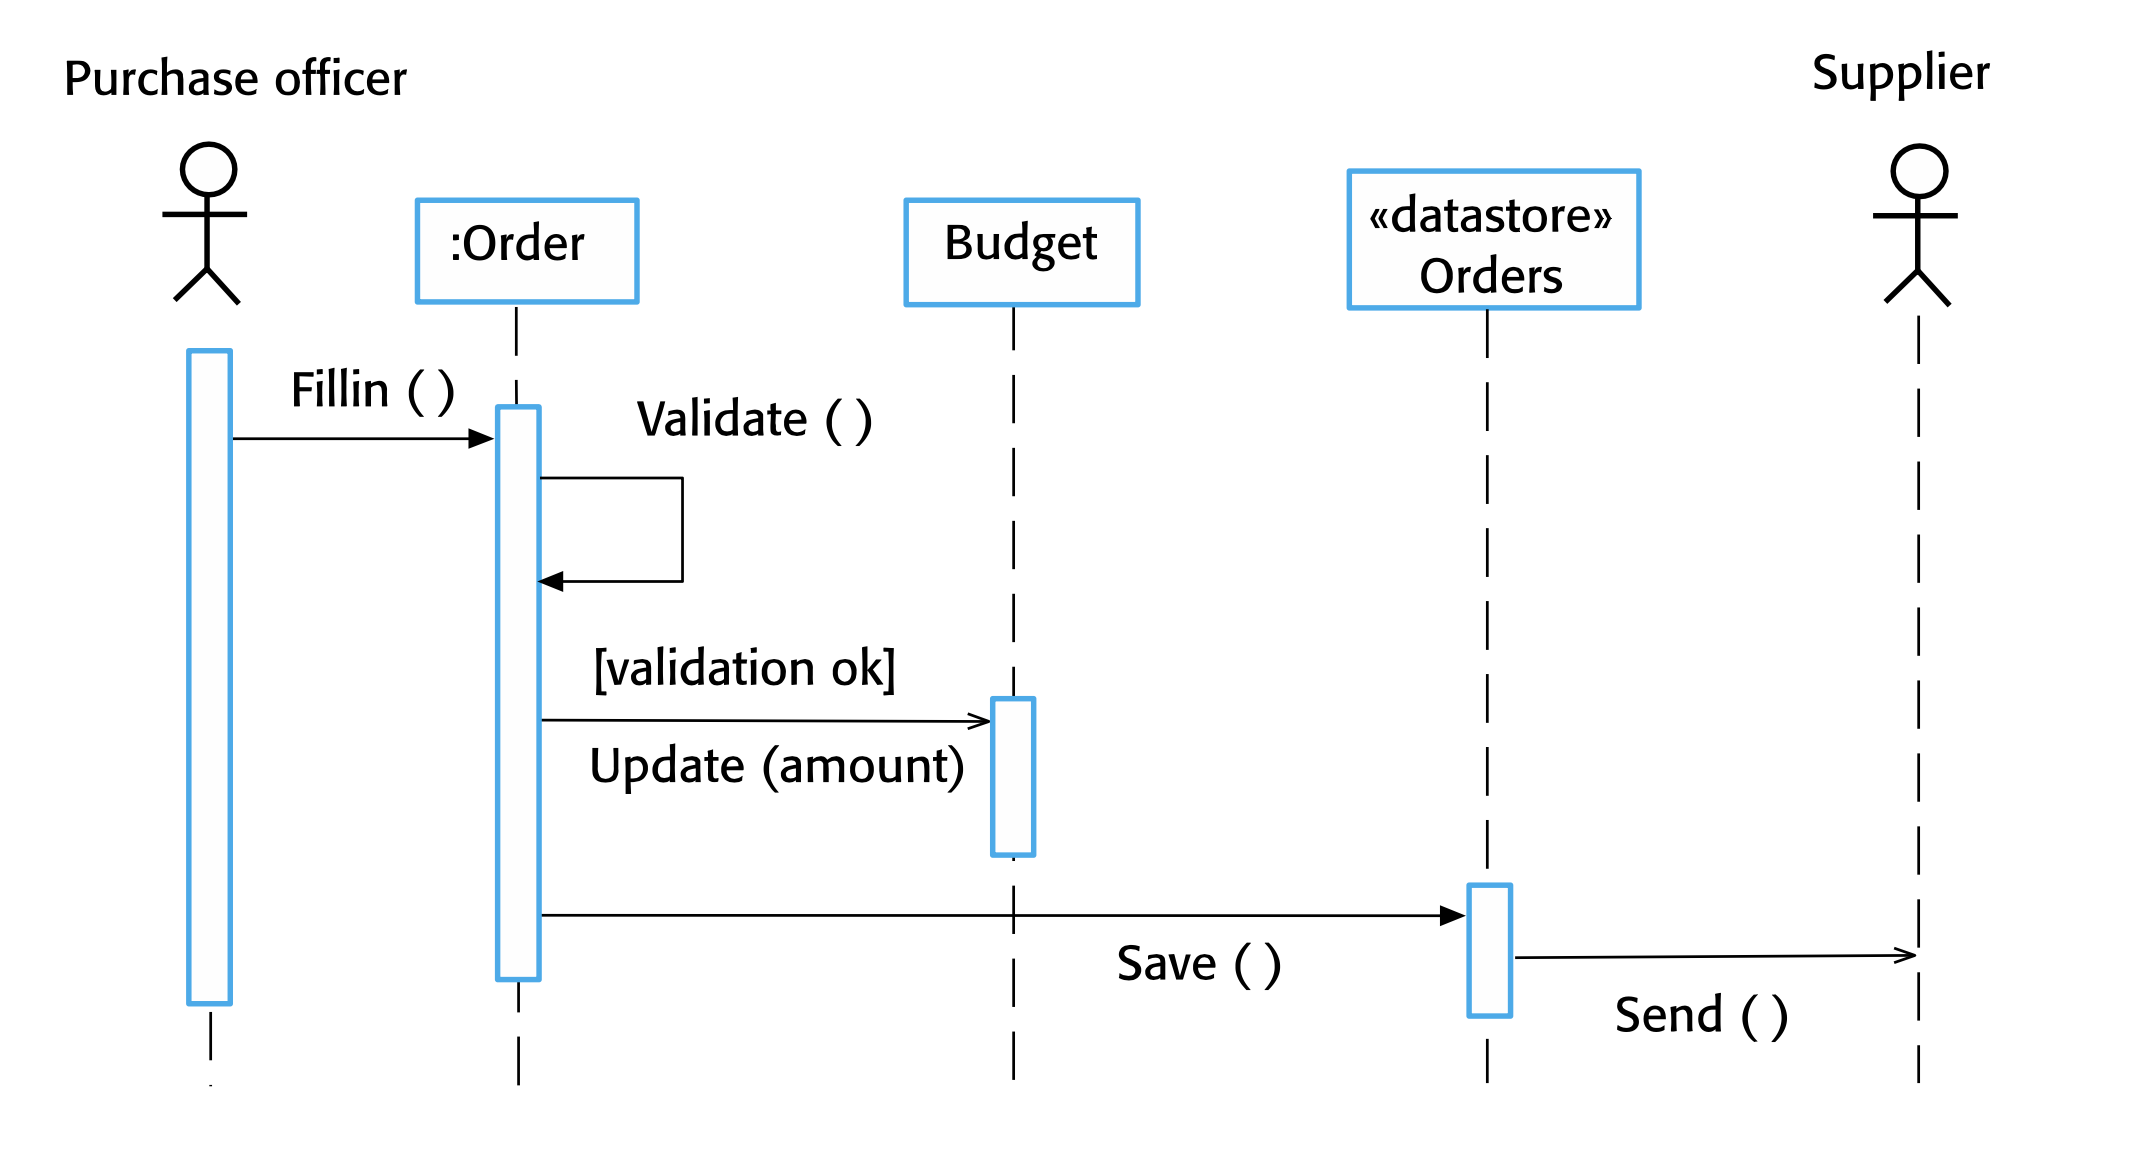 Purchase officer
Supplier
:Order
Budget
«datastore»
Orders
Fillin ( )
Validate ( )
[validation ok]
Update (amount)
Save ( )
Send ( )